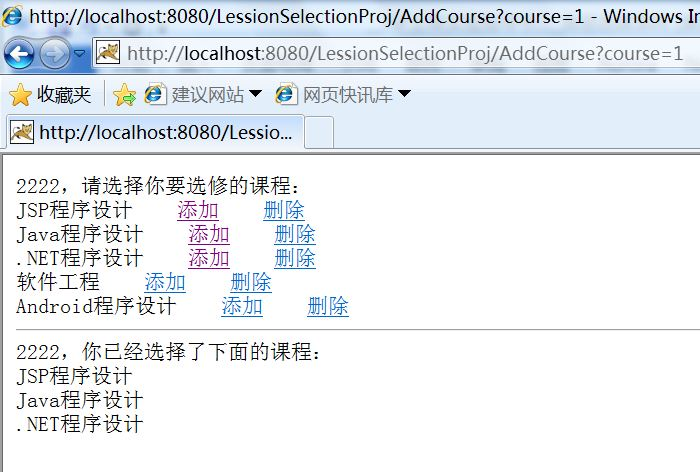 http://localhost:8080/LessionSelectionProj/AddCourse?course=1 - Windows In
http://localhost:8080/LessionSelectionProj/AddCourse?course=1
收藏夹 建议网站 网页快讯库
http://localhost:8080/Lessio...
2222，请选择你要选修的课程：
JSP程序设计 添加 删除
Java程序设计 添加 删除
.NET程序设计 添加 删除
软件工程 添加 删除
Android程序设计 添加 删除
2222，你已经选择了下面的课程：
JSP程序设计
Java程序设计
.NET程序设计